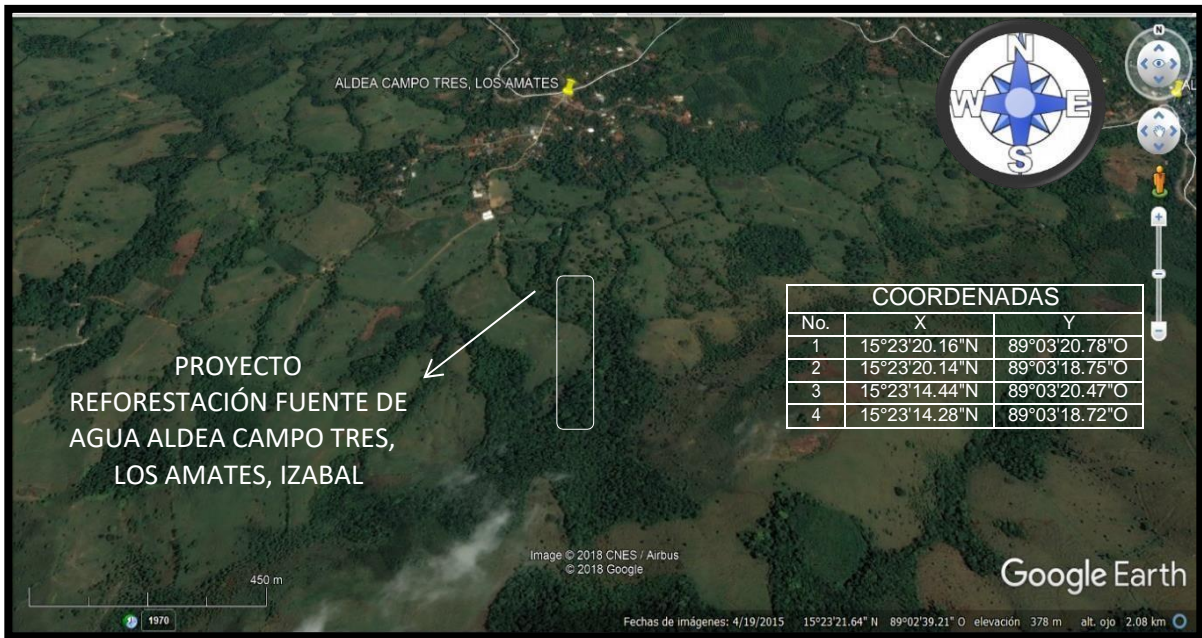 N
ALDEA CAMPO TRES, LOS AMATES
AL
N
W E
S
COORDENADAS
No. X Y
1 15°23'20.16"N 89°03'20.78"O
2 15°23'20.14"N 89°03'18.75"O
3 15°23'14.44"N 89°03'20.47"O
4 15°23'14.28"N 89°03'18.72"O
PROYECTO
REFORESTACIÓN FUENTE DE
AGUA ALDEA CAMPO TRES,
LOS AMATES, IZABAL
Image © 2018 CNES / Airbus
© 2018 Google
Google Earth
450 m
1970
Fechas de imágenes: 4/19/2015 15°23'21.64" N 89°02'39.21" O elevación 378 m alt. ojo 2.08 km